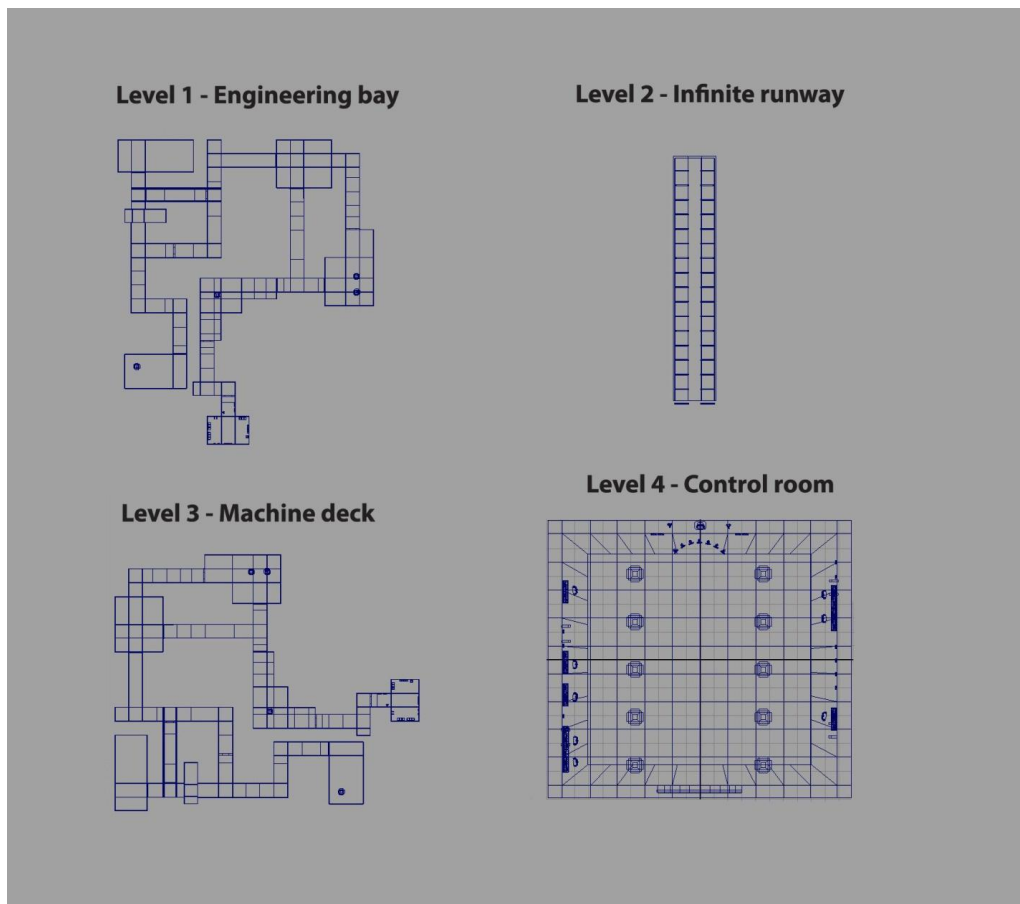 Level 1 - Engineering bay
Level 2 - Infinite runway
Level 3 - Machine deck
Level 4 - Control room